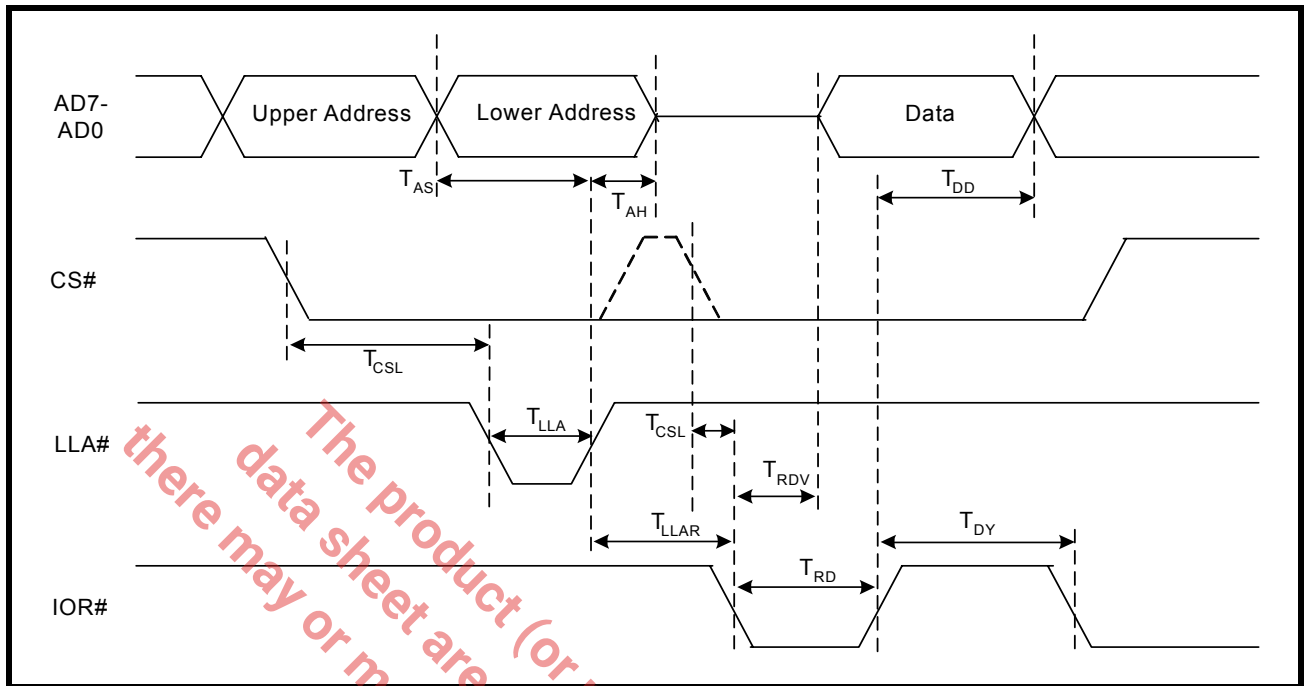 AD7-
AD0
Upper Address
Lower Address
Data
TAS
TAH
TDD
CS#
TCSL
LLA#
TLLA
TCSL
TRDV
TLLAR
TDY
TRD
IOR#
The product (or
data sheet are
there may or m